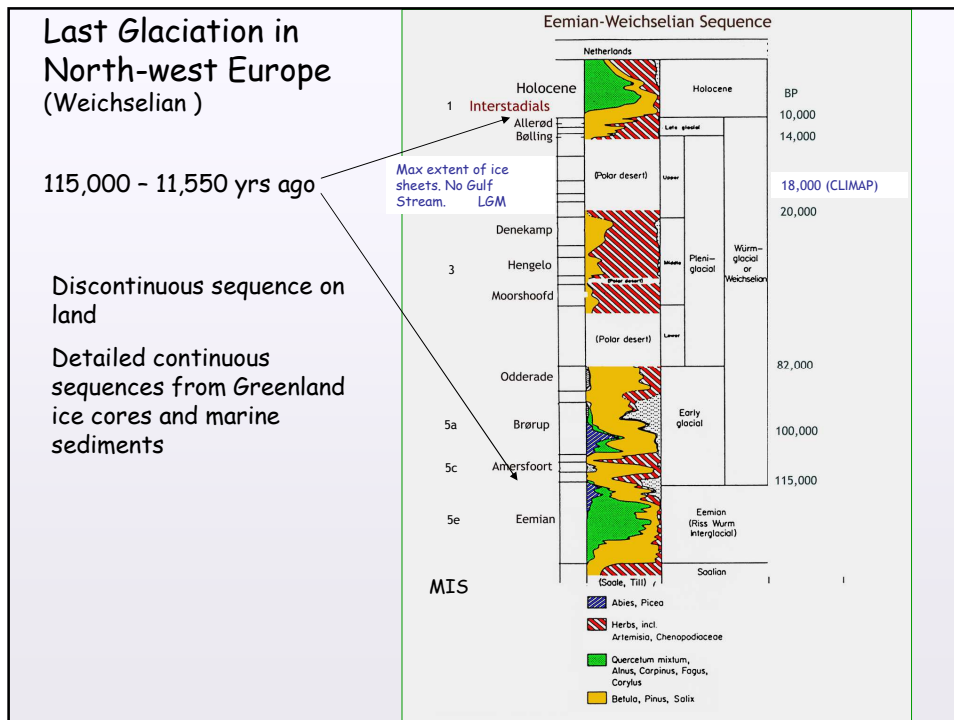 Last Glaciation in
North-west Europe
(Weichselian )
115,000 – 11,550 yrs ago
Discontinuous sequence on
land
Detailed continuous
sequences from Greenland
ice cores and marine
sediments
Eemian-Weichselian Sequence
Netherlands
Holocene
Holocene
BP
1 Interstadials
10,000
Allerød
Late glacial
Bølling
14,000
Max extent of ice
sheets. No Gulf
Stream. LGM
(Polar desert)
Upper
18,000 (CLIMAP)
20,000
Denekamp
3
Hengelo
Middle
Pleni–
glacial
Würm–
glacial
or
Weichselian
(Polar desert)
Moorshoofd
(Polar desert)
Lower
82,000
Odderade
Early
glacial
5a
Brørup
100,000
5c
Amersfoort
115,000
5e
Eemian
Eemian
(Riss Wurm
Interglacial)
Saalian
MIS
(Saale, Till)
Abies, Picea
Herbs, incl.
Artemisia, Chenopodiaceae
Quercetum mixtum,
Alnus, Carpinus, Fagus,
Corylus
Betula, Pinus, Salix